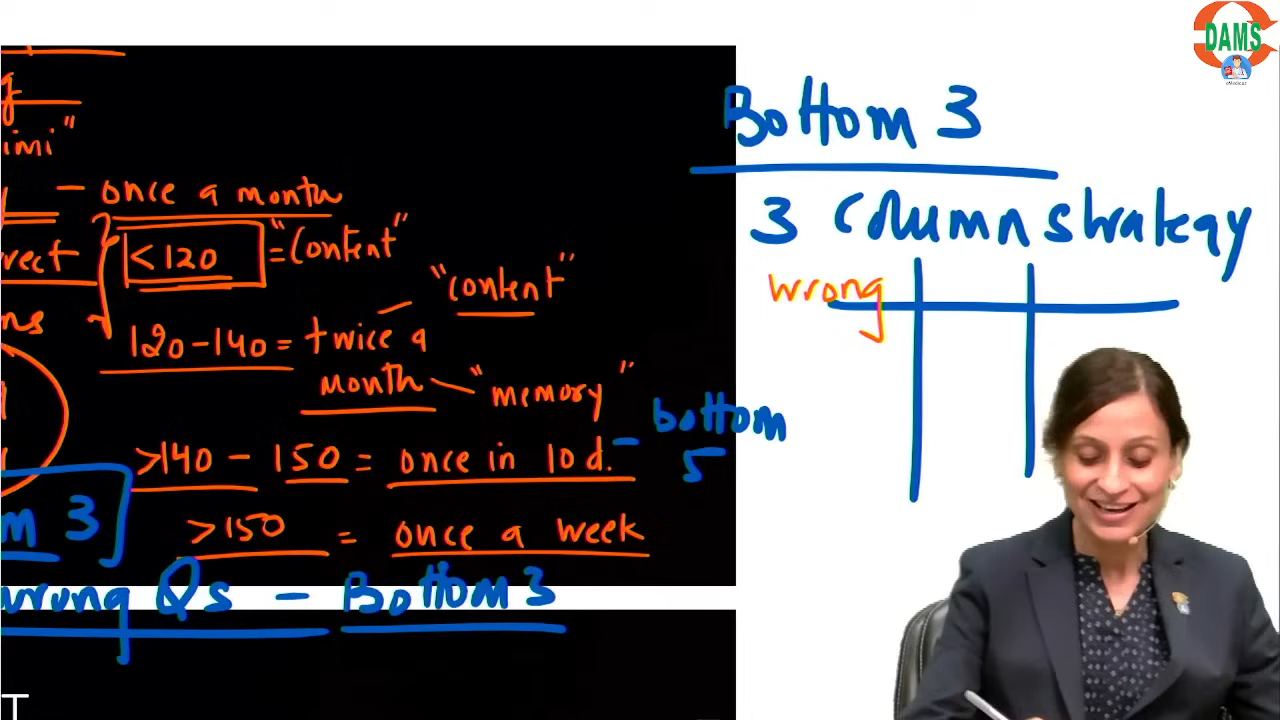 DAMS
eMedicoz
Bottom 3
3 Column strategy
wrong
imi"
— once a month
rect
<120 = "Content"
ns
120-140 = twice a month
"content"
"memory"
>140 - 150 = once in 10 d. - bottom 5
m 3
>150 = once a week
wrong Qs - Bottom 3
T